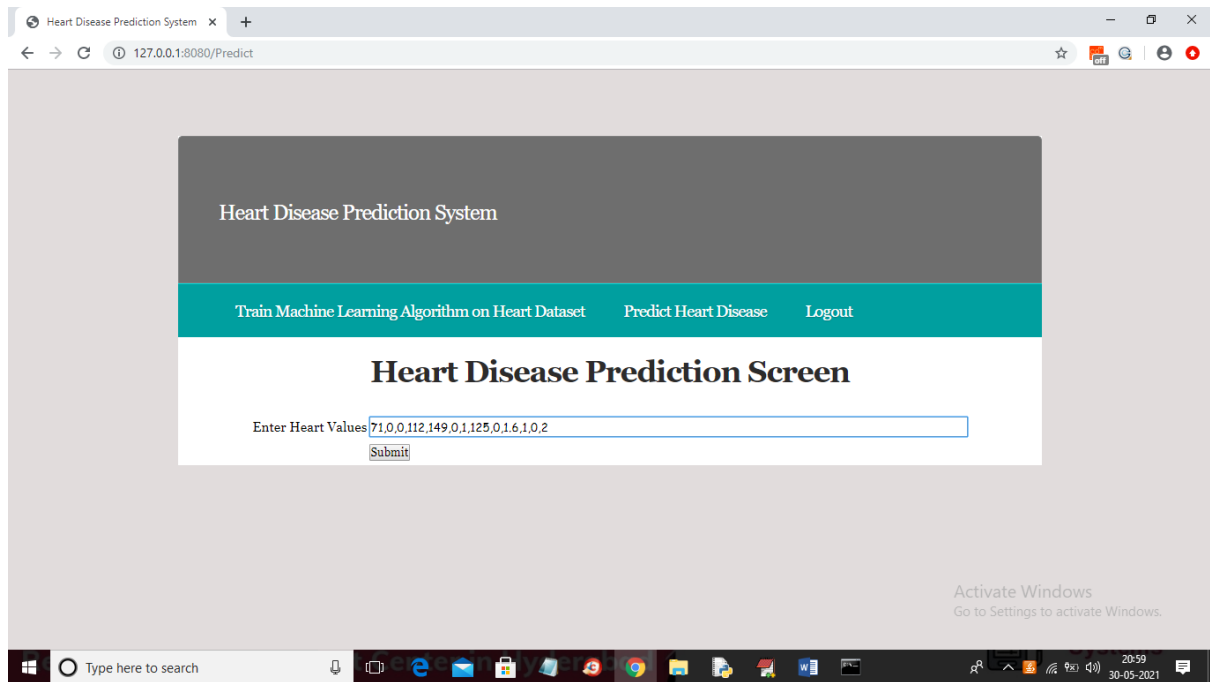 Heart Disease Prediction System
127.0.0.1:8080/Predict
off
Heart Disease Prediction System
Train Machine Learning Algorithm on Heart Dataset Predict Heart Disease Logout
Heart Disease Prediction Screen
Enter Heart Values 71,0,0,112,149,0,1,125,0,1.6,1,0,2
Submit
Activate Windows
Go to Settings to activate Windows.
Type here to search
20:59
30-05-2021